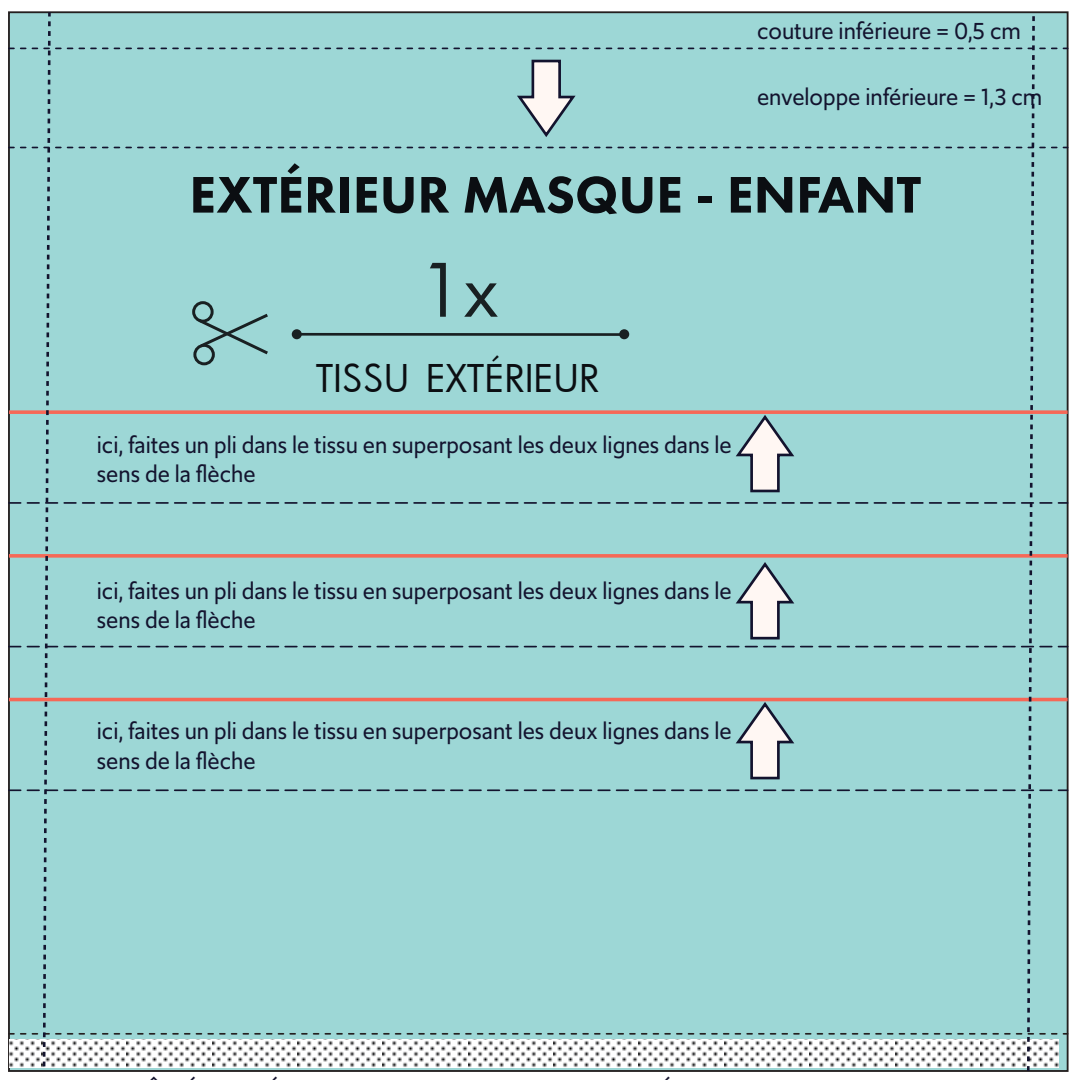 couture inférieure = 0,5 cm
enveloppe inférieure = 1,3 cm
EXTÉRIEUR MASQUE - ENFANT
1x
TISSU EXTÉRIEUR
ici, faites un pli dans le tissu en superposant les deux lignes dans le
sens de la flèche
ici, faites un pli dans le tissu en superposant les deux lignes dans le
sens de la flèche
ici, faites un pli dans le tissu en superposant les deux lignes dans le
sens de la flèche